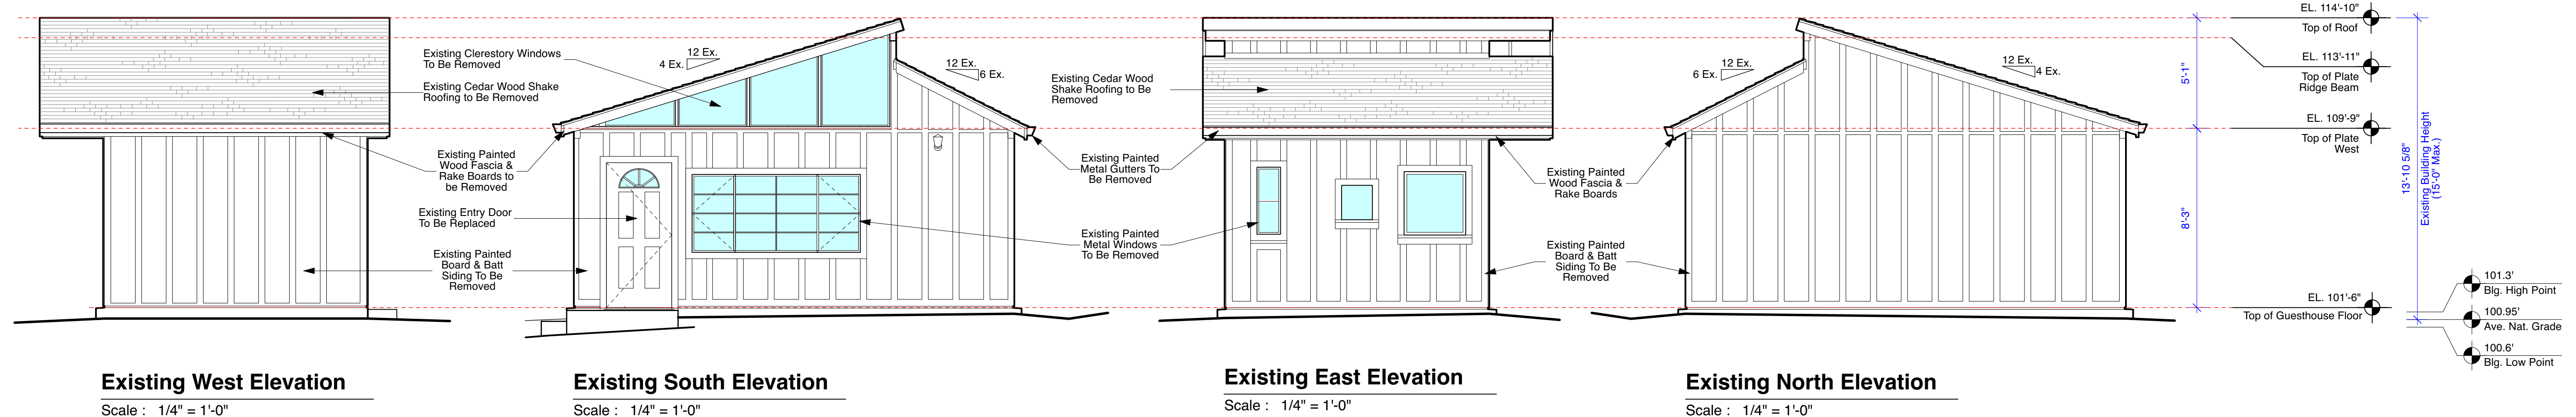 Existing Clerestory Windows
To Be Removed
Existing Cedar Wood Shake
Roofing to Be Removed
Existing Painted
Wood Fascia &
Rake Boards to
be Removed
Existing Entry Door
To Be Replaced
Existing Painted
Board & Batt
Siding To Be
Removed
12 Ex.
4 Ex.
12 Ex.
6 Ex.
Existing Cedar Wood
Shake Roofing to Be
Removed
Existing Painted
Metal Gutters To
Be Removed
Existing Painted
Metal Windows
To Be Removed
Existing Painted
Wood Fascia &
Rake Boards
Existing Painted
Board & Batt
Siding To Be
Removed
12 Ex.
6 Ex.
12 Ex.
4 Ex.
5'-1"
8'-3"
EL. 114'-10"
Top of Roof
EL. 113'-11"
Top of Plate
Ridge Beam
EL. 109'-9"
Top of Plate
West
EL. 101'-6"
Top of Guesthouse Floor
13'-10 5/8"
Existing Building Height
(15'-0" Max.)
101.3'
Blg. High Point
100.95'
Ave. Nat. Grade
100.6'
Blg. Low Point
Existing West Elevation
Scale : 1/4" = 1'-0"
Existing South Elevation
Scale : 1/4" = 1'-0"
Existing East Elevation
Scale : 1/4" = 1'-0"
Existing North Elevation
Scale : 1/4" = 1'-0"